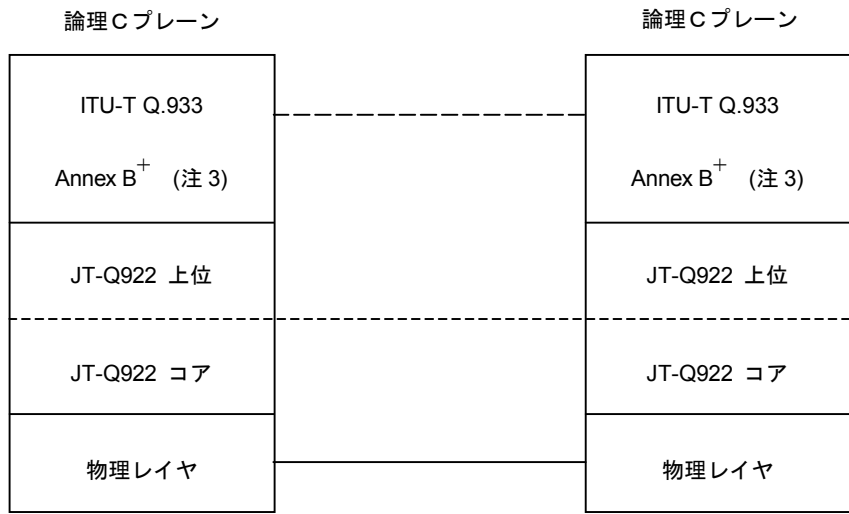 論理Cプレーン
論理Cプレーン
ITU-T Q.933
Annex B+ (注 3)
JT-Q922 上位
JT-Q922 コア
物理レイヤ
ITU-T Q.933
Annex B+ (注 3)
JT-Q922 上位
JT-Q922 コア
物理レイヤ